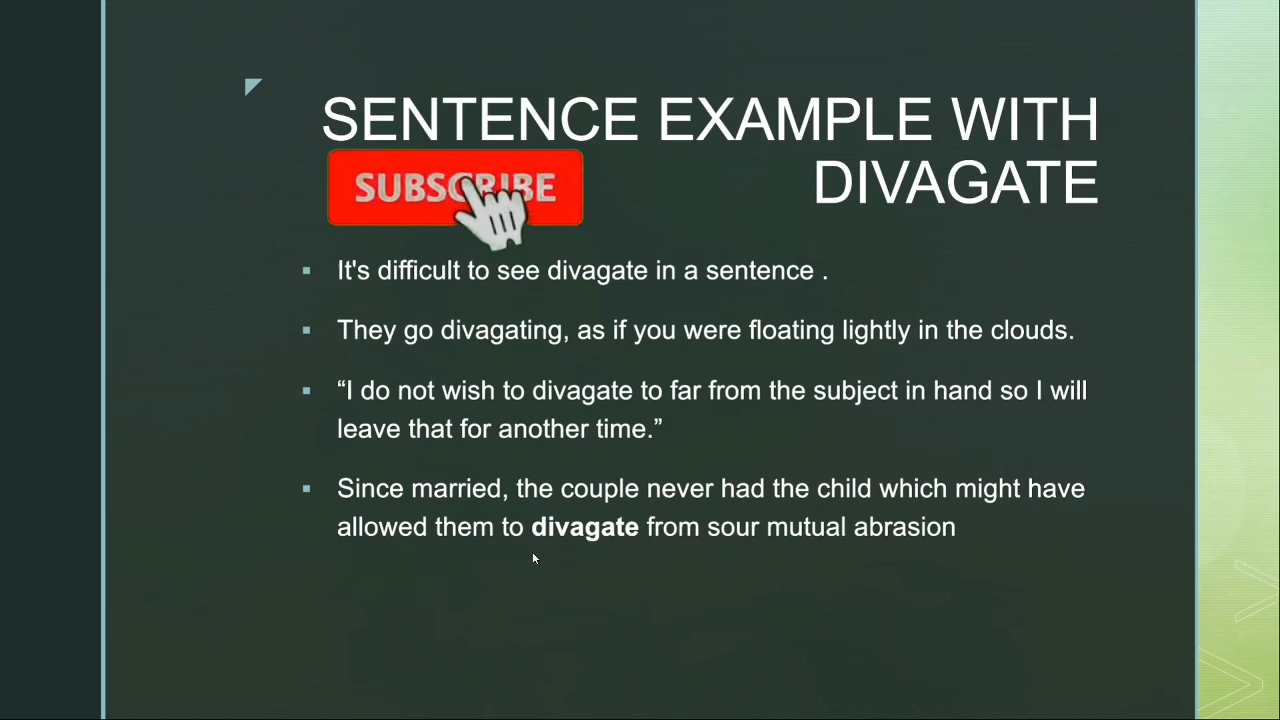 SENTENCE EXAMPLE WITH
DIVAGATE
SUBSCRIBE
It's difficult to see divagate in a sentence .
They go divagating, as if you were floating lightly in the clouds.
“I do not wish to divagate to far from the subject in hand so I will
leave that for another time.”
Since married, the couple never had the child which might have
allowed them to divagate from sour mutual abrasion